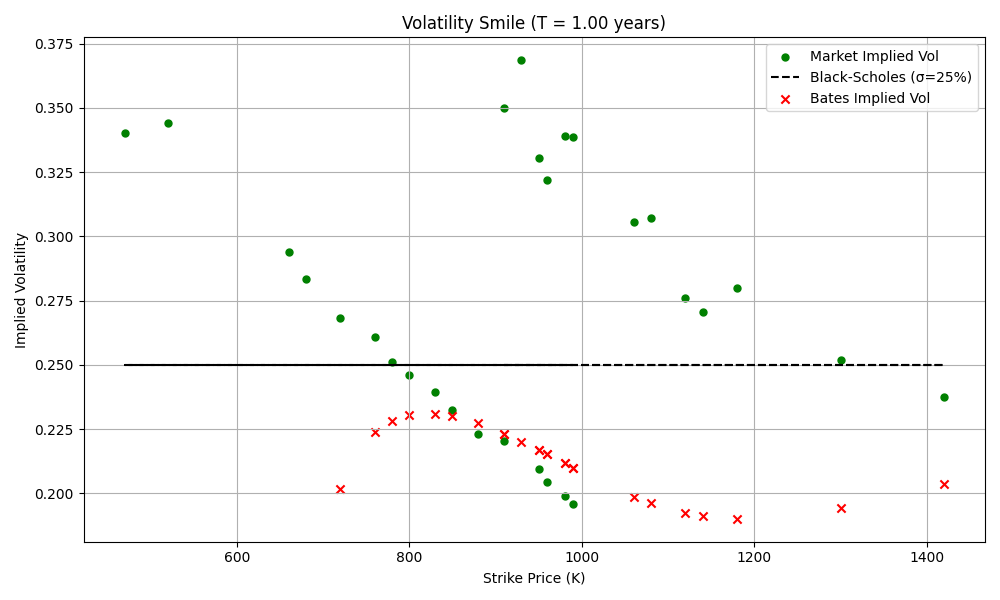 Volatility Smile (T = 1.00 years)
Market Implied Vol
Black-Scholes (σ=25%)
Bates Implied Vol
Implied Volatility
0.375
0.350
0.325
0.300
0.275
0.250
0.225
0.200
600
800
1000
1200
1400
Strike Price (K)